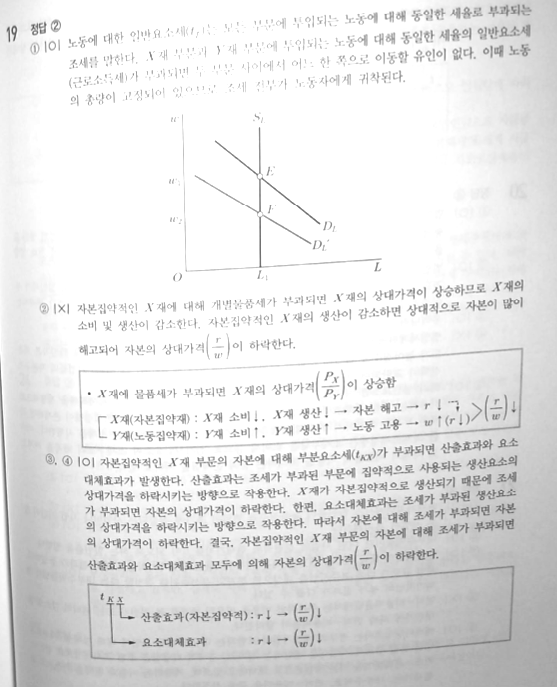 19 정답 ②
① |O| 노동에 대한 일반요소세(t_L)는 모든 부문에 투입되는 노동에 대해 동일한 세율로 부과되는
조세를 말한다. X재 부문과 Y재 부문에 투입되는 노동에 대해 동일한 세율의 일반요소세
(근로소득세)가 부과되면 두 부문 사이에서 어느 한 쪽으로 이동할 유인이 없다. 이때 노동
의 총량이 고정되어 있으므로 조세 전부가 노동자에게 귀착된다.
w
S_L
w_1
E
w_2
F
D_L
D_L′
O
L_1
L
② |X| 자본집약적인 X재에 대해 개별물품세가 부과되면 X재의 상대가격이 상승하므로 X재의
소비 및 생산이 감소한다. 자본집약적인 X재의 생산이 감소하면 상대적으로 자본이 많이
해고되어 자본의 상대가격(r/w)이 하락한다.
• X재에 물품세가 부과되면 X재의 상대가격(P_X/P_Y)이 상승함
X재(자본집약재) : X재 소비↓, X재 생산↓ → 자본 해고 → r↓
Y재(노동집약재) : Y재 소비↑, Y재 생산↑ → 노동 고용 → w↑(r↓) > (r/w)↓
③, ④ |O| 자본집약적인 X재 부문의 자본에 대해 부분요소세(t_KX)가 부과되면 산출효과와 요소
대체효과가 발생한다. 산출효과는 조세가 부과된 부문에 집약적으로 사용되는 생산요소의
상대가격을 하락시키는 방향으로 작용한다. X재가 자본집약적으로 생산되기 때문에 조세
가 부과되면 자본의 상대가격이 하락한다. 한편, 요소대체효과는 조세가 부과된 생산요소
의 상대가격을 하락시키는 방향으로 작용한다. 따라서 자본에 대해 조세가 부과되면 자본
의 상대가격이 하락한다. 결국, 자본집약적인 X재 부문의 자본에 대해 조세가 부과되면
산출효과와 요소대체효과 모두에 의해 자본의 상대가격(r/w)이 하락한다.
t_K X
산출효과(자본집약적) : r↓ → (r/w)↓
요소대체효과 : r↓ → (r/w)↓